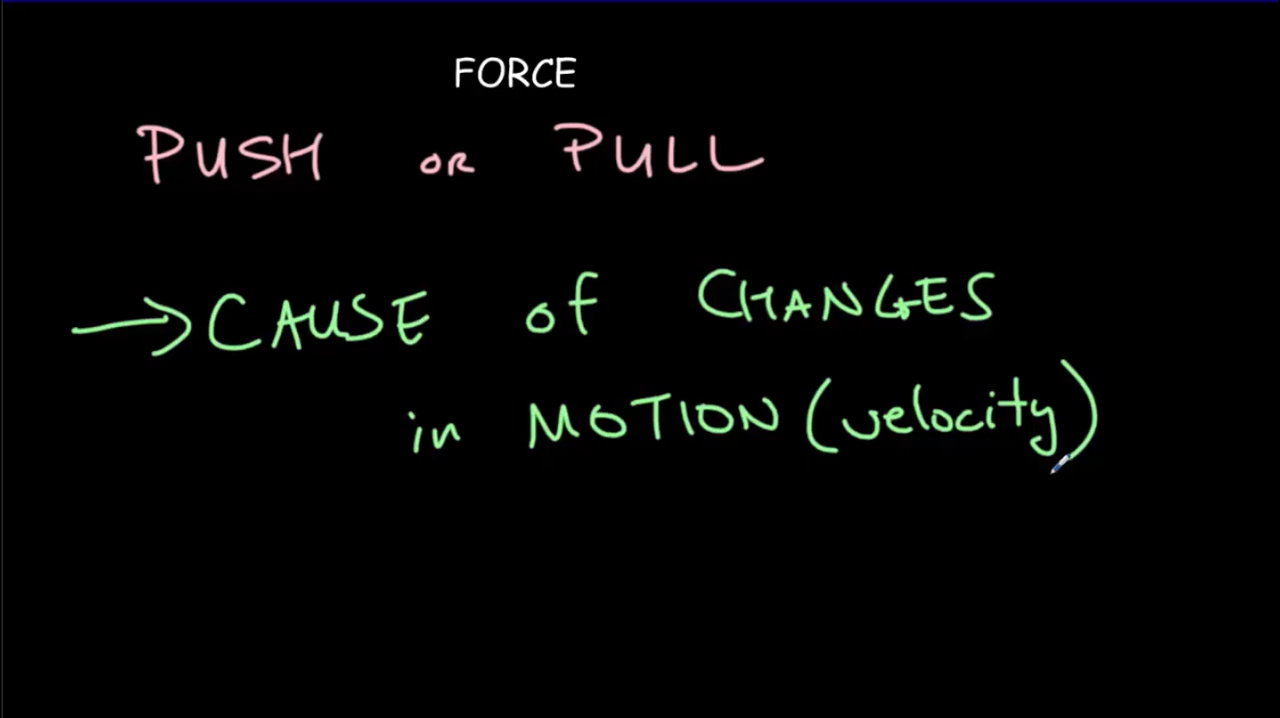 FORCE
PUSH OR PULL
→ CAUSE of CHANGES
in MOTION (velocity)